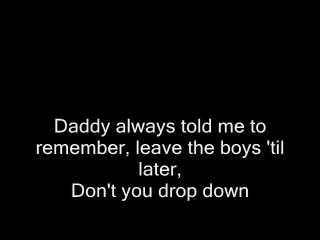 Daddy always told me to
remember, leave the boys 'til
later,
Don't you drop down